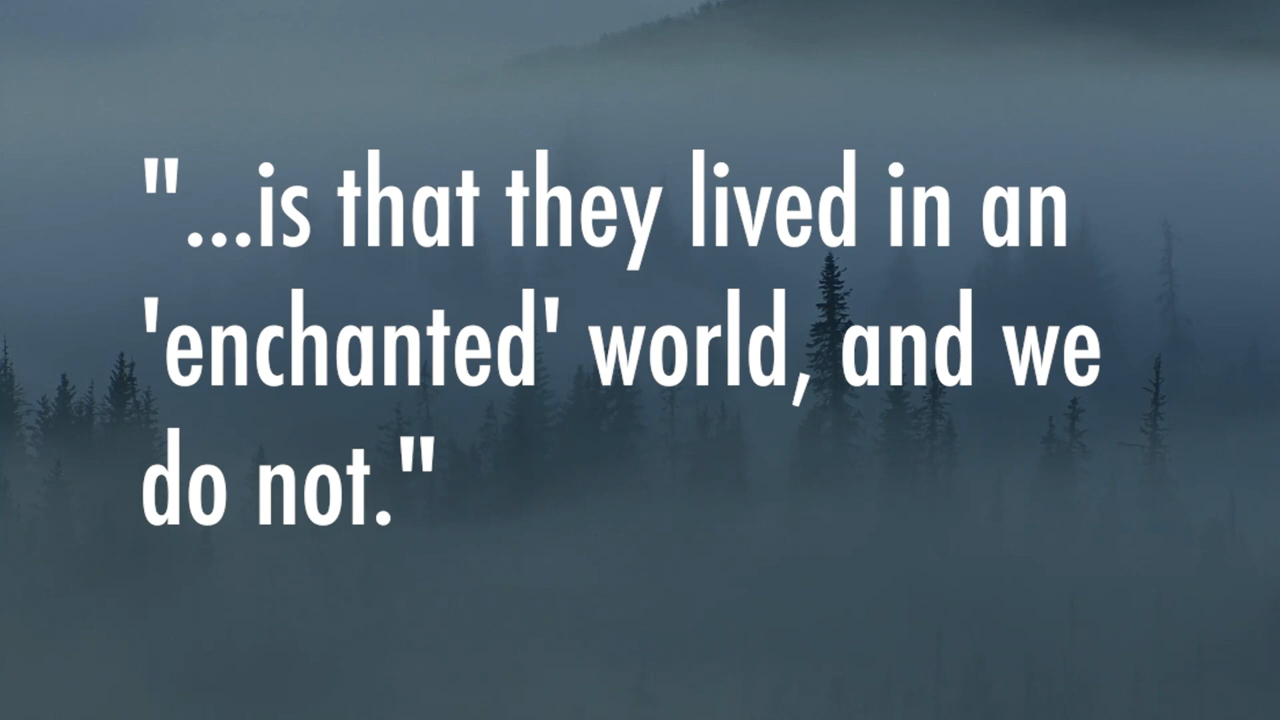 "...is that they lived in an
'enchanted' world, and we
do not."